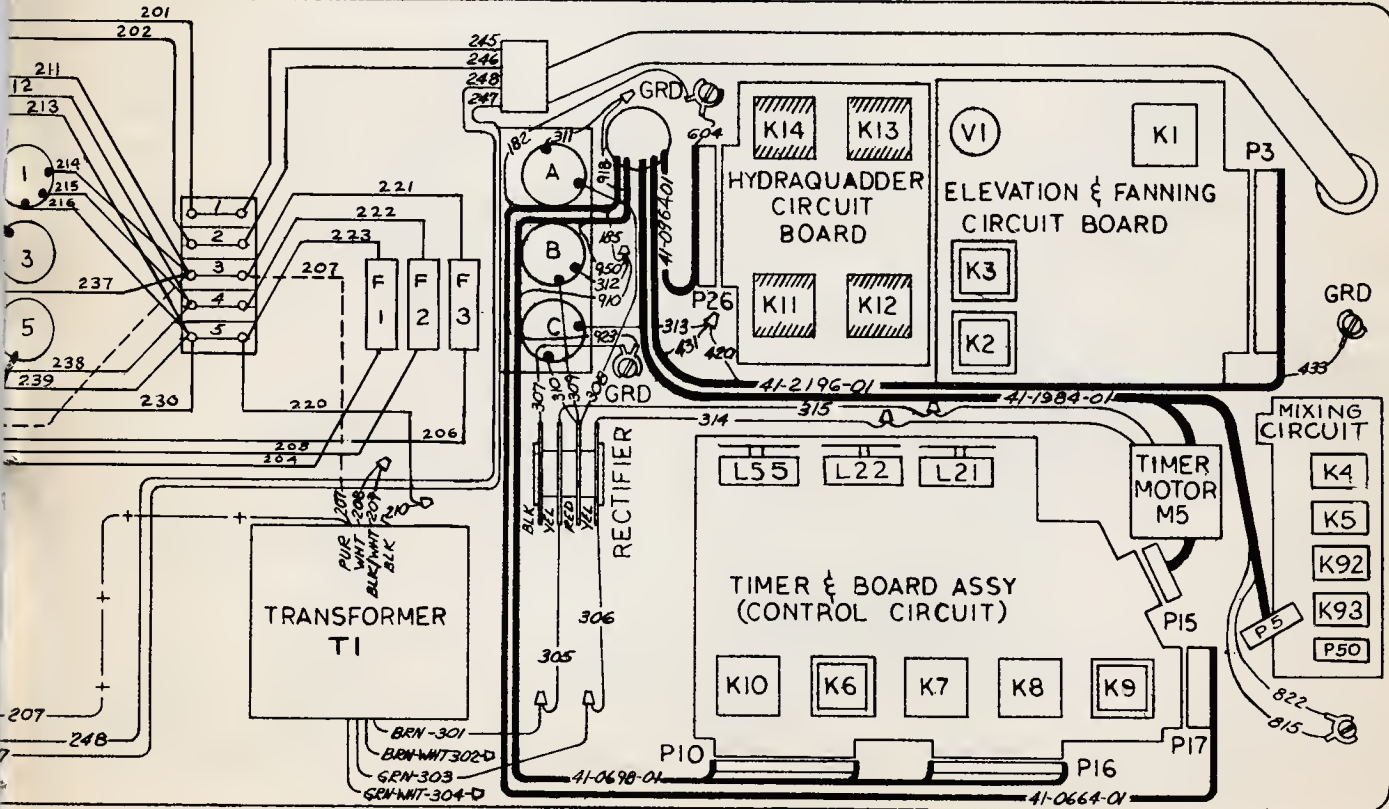 201
202
211
12
213
214
215
216
1
3
5
237
238
239
230
1
2
3
4
5
207
220
221
222
223
F 1
F 2
F 3
206
208
204
245
246
248
247
182
311
A
B
C
918
185
950
312
910
923
GRD
604
41-0964-01
P26
313
431
420
GRD
307
310
309
308
K14
K13
HYDRAQUADDER
CIRCUIT
BOARD
K11
K12
V1
K1
P3
ELEVATION & FANNING
CIRCUIT BOARD
K3
K2
GRD
433
41-2196-01
41-1984-01
315
314
MIXING
CIRCUIT
K4
K5
K92
K93
P50
P5
822
815
TIMER
MOTOR
M5
P15
L55
L22
L21
TIMER & BOARD ASSY
(CONTROL CIRCUIT)
K10
K6
K7
K8
K9
P10
P16
P17
41-0698-01
41-0664-01
RECTIFIER
BLK
YEL
RED
YEL
305
306
207
208
209
210
PUR
WHT
BLK/WHT
BLK
TRANSFORMER
T1
BRN-301
BRN-WHT 302
GRN-303
GRN-WHT-304
207
248
7